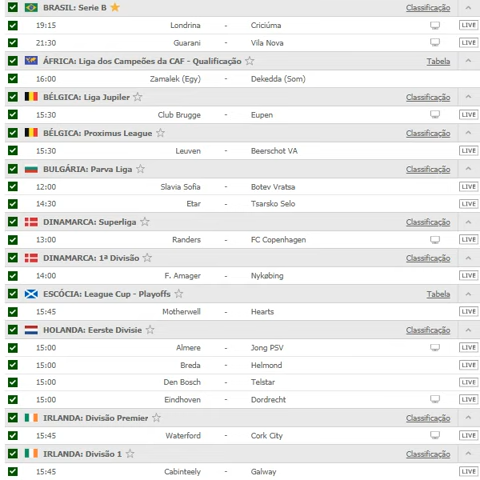 BRASIL: Serie B Classificação
19:15 Londrina - Criciúma LIVE
21:30 Guarani - Vila Nova LIVE
ÁFRICA: Liga dos Campeões da CAF - Qualificação Tabela
16:00 Zamalek (Egy) - Dekedda (Som)
BÉLGICA: Liga Jupiler Classificação
15:30 Club Brugge - Eupen LIVE
BÉLGICA: Proximus League Classificação
15:30 Leuven - Beerschot VA LIVE
BULGÁRIA: Parva Liga Classificação
12:00 Slavia Sofia - Botev Vratsa LIVE
14:30 Etar - Tsarsko Selo LIVE
DINAMARCA: Superliga Classificação
13:00 Randers - FC Copenhagen LIVE
DINAMARCA: 1ª Divisão Classificação
14:00 F. Amager - Nykøbing LIVE
ESCÓCIA: League Cup - Playoffs Tabela
15:45 Motherwell - Hearts LIVE
HOLANDA: Eerste Divisie Classificação
15:00 Almere - Jong PSV LIVE
15:00 Breda - Helmond LIVE
15:00 Den Bosch - Telstar LIVE
15:00 Eindhoven - Dordrecht LIVE
IRLANDA: Divisão Premier Classificação
15:45 Waterford - Cork City LIVE
IRLANDA: Divisão 1 Classificação
15:45 Cabinteely - Galway LIVE